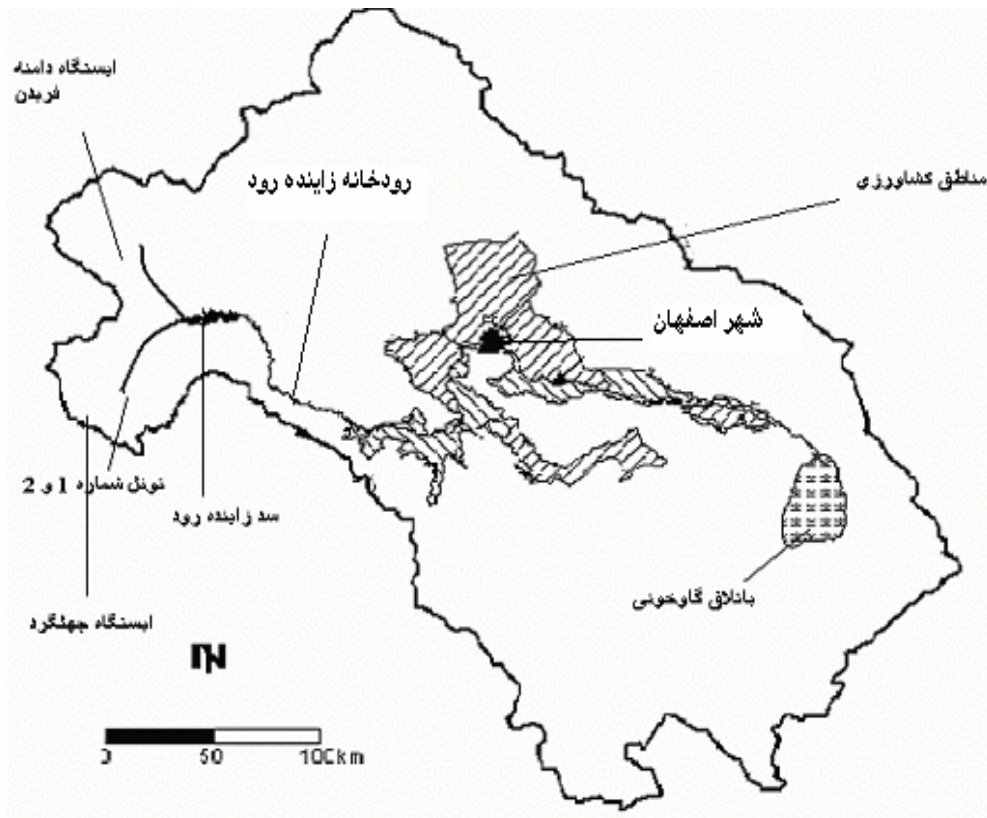 ایستگاه دامنه
فریدن
رودخانه زاینده رود
مناطق کشاورزی
شهر اصفهان
تونل شماره 1 و 2
سد زاینده رود
ایستگاه چهلگرد
باتلاق گاوخونی
N
0 50 100km